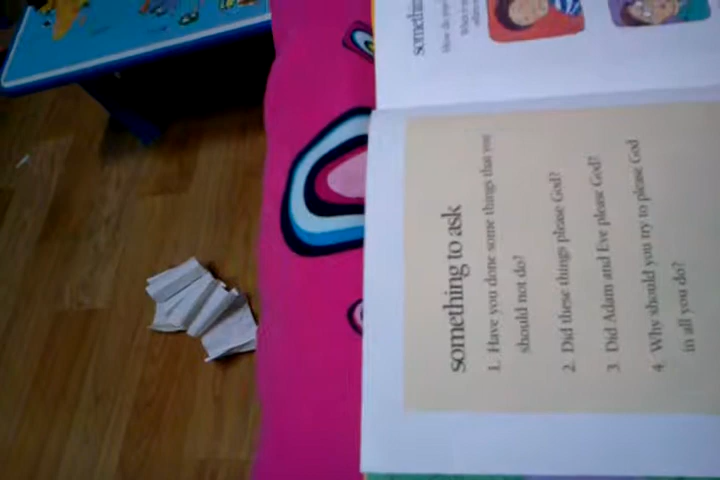 something to ask
1. Have you done some things that you
should not do?
2. Did these things please God?
3. Did Adam and Eve please God?
4. Why should you try to please God
in all you do?